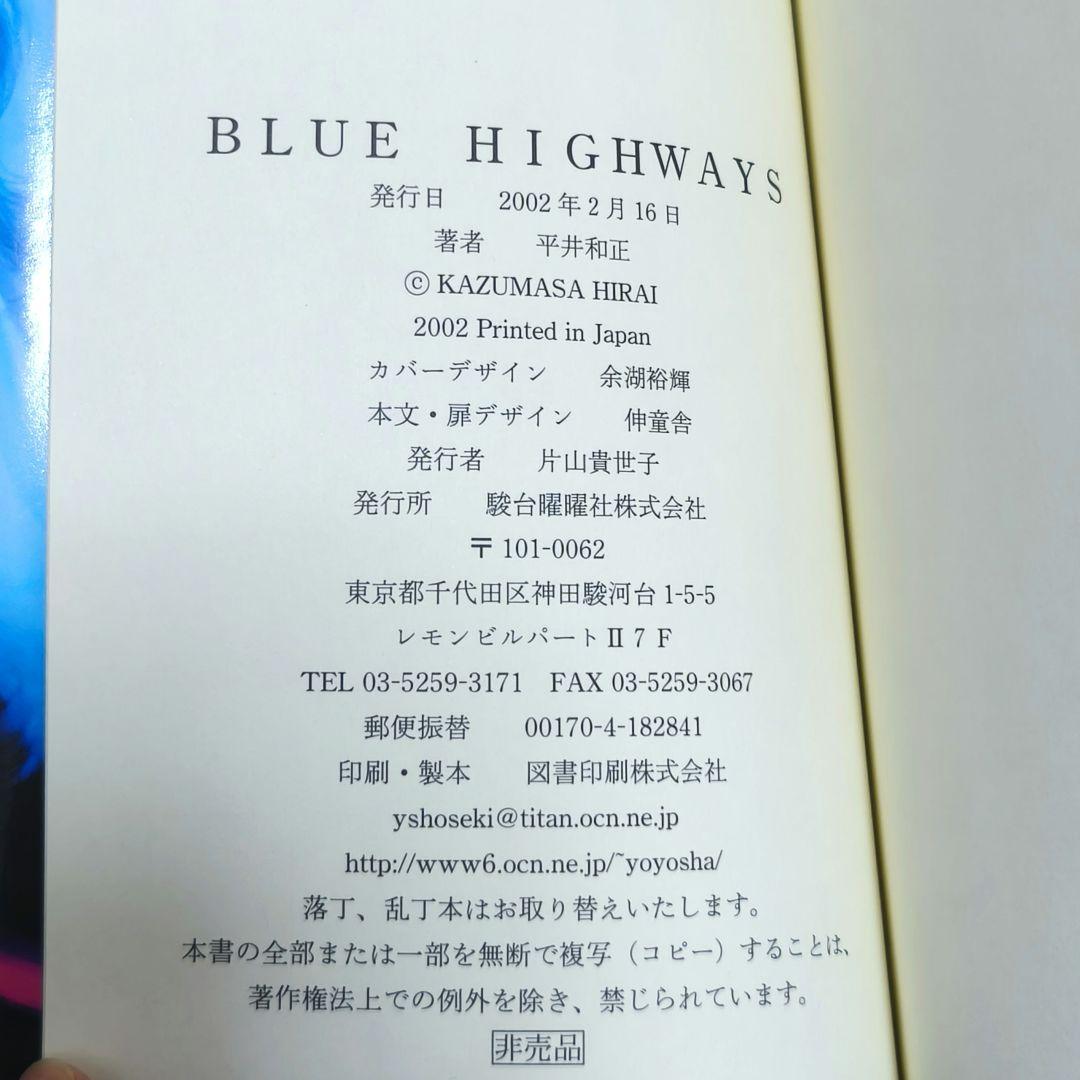 BLUE HIGHWAYS
発行日 2002年2月16日
著者 平井和正
© KAZUMASA HIRAI
2002 Printed in Japan
カバーデザイン 余湖裕輝
本文・扉デザイン 伸童舎
発行者 片山貴世子
発行所 駿台曜曜社株式会社
〒101-0062
東京都千代田区神田駿河台1-5-5
レモンビルパートⅡ7F
TEL 03-5259-3171 FAX 03-5259-3067
郵便振替 00170-4-182841
印刷・製本 図書印刷株式会社
yshoseki@titan.ocn.ne.jp
http://www6.ocn.ne.jp/~yoyosha/
落丁、乱丁本はお取り替えいたします。
本書の全部または一部を無断で複写（コピー）することは、
著作権法上での例外を除き、禁じられています。
非売品